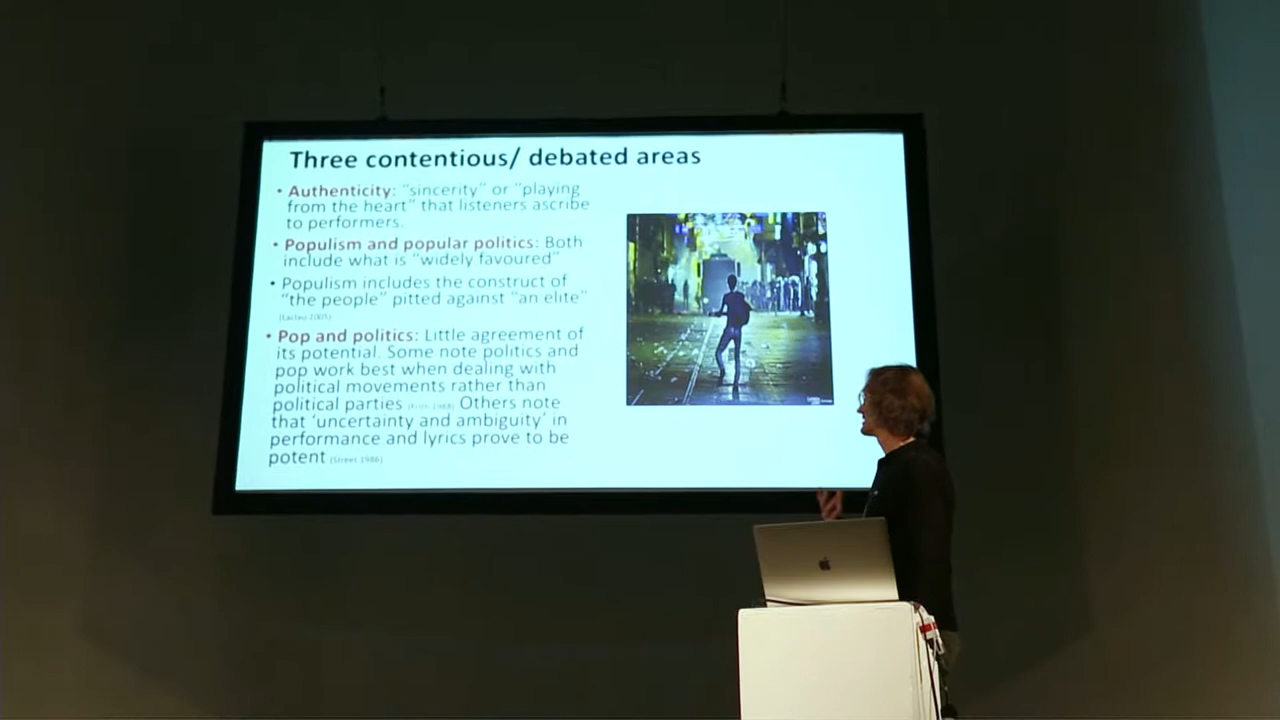 Three contentious/ debated areas
• Authenticity: “sincerity” or “playing
from the heart” that listeners ascribe
to performers.
• Populism and popular politics: Both
include what is “widely favoured”
• Populism includes the construct of
“the people” pitted against “an elite”
(Laclau 2005)
• Pop and politics: Little agreement of
its potential. Some note politics and
pop work best when dealing with
political movements rather than
political parties (Frith 1988) Others note
that ‘uncertainty and ambiguity’ in
performance and lyrics prove to be
potent (Street 1986)